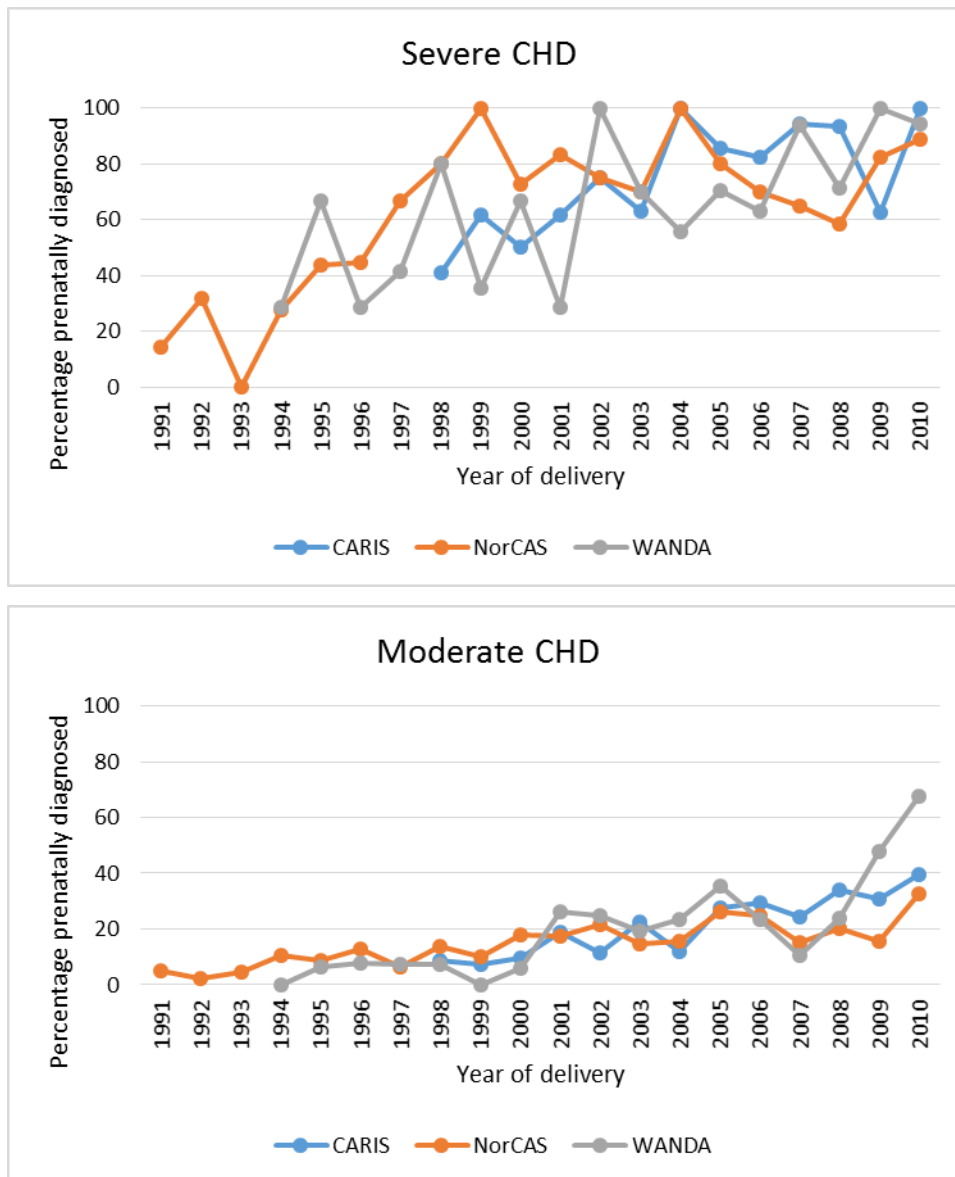 Severe CHD
Percentage prenatally diagnosed
100
80
60
40
20
0
1991 1992 1993 1994 1995 1996 1997 1998 1999 2000 2001 2002 2003 2004 2005 2006 2007 2008 2009 2010
Year of delivery
CARIS NorCAS WANDA
Moderate CHD
Percentage prenatally diagnosed
100
80
60
40
20
0
1991 1992 1993 1994 1995 1996 1997 1998 1999 2000 2001 2002 2003 2004 2005 2006 2007 2008 2009 2010
Year of delivery
CARIS NorCAS WANDA